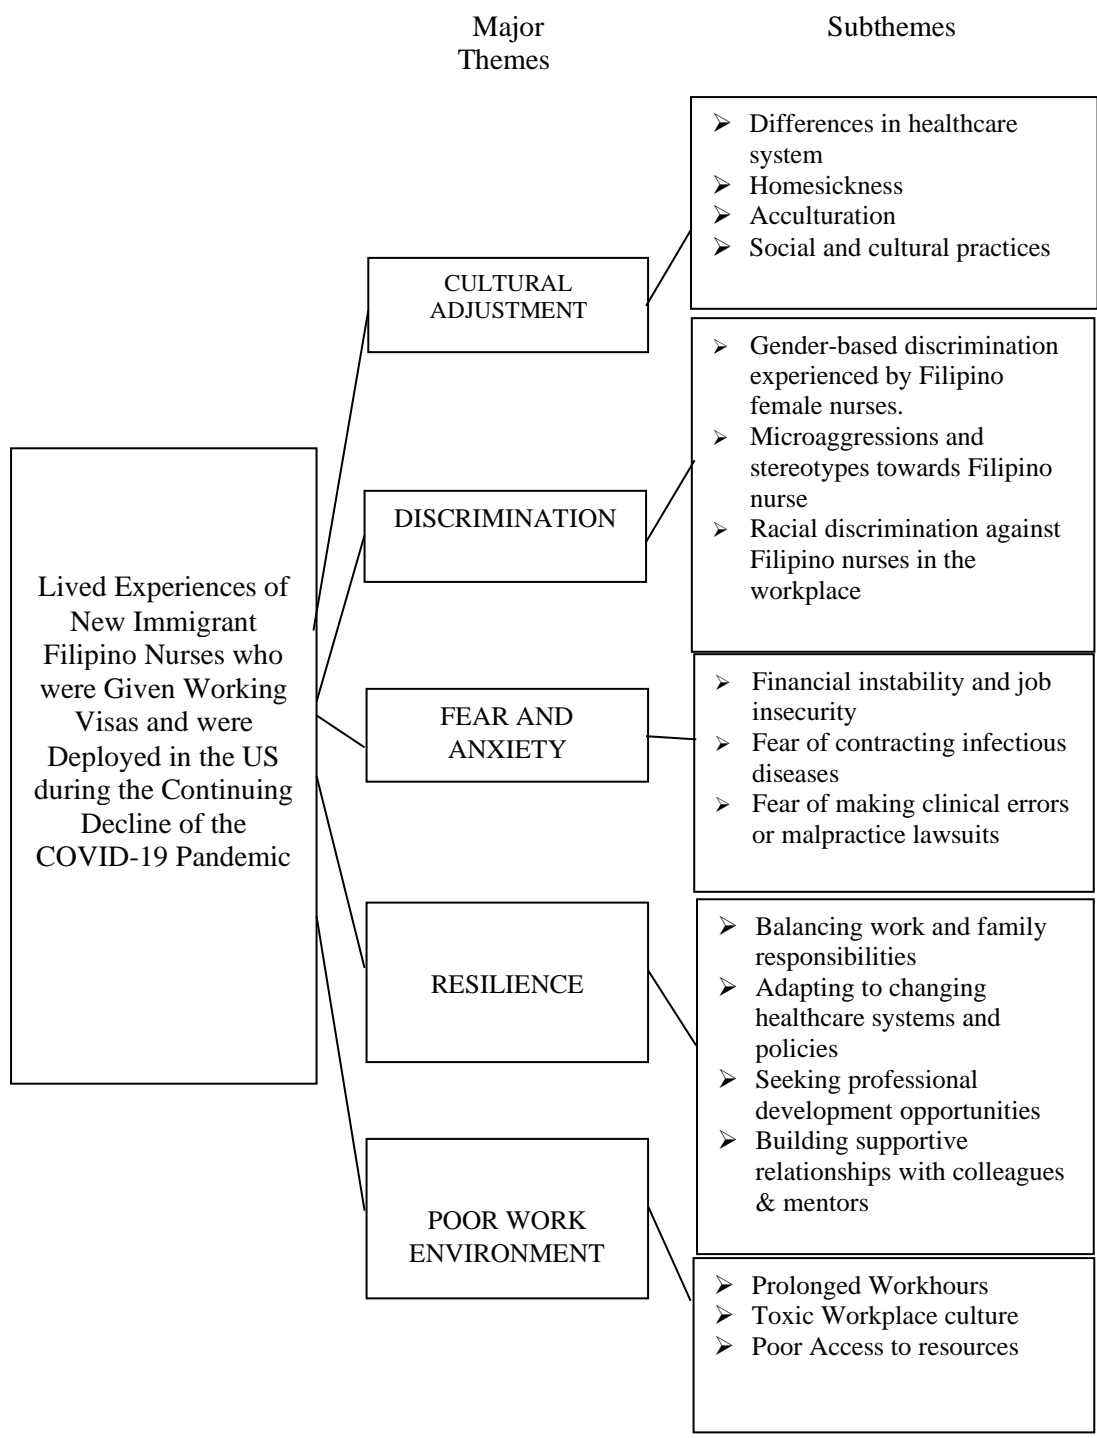 Major
Themes
Subthemes
Lived Experiences of
New Immigrant
Filipino Nurses who
were Given Working
Visas and were
Deployed in the US
during the Continuing
Decline of the
COVID-19 Pandemic
CULTURAL
ADJUSTMENT
➢ Differences in healthcare
system
➢ Homesickness
➢ Acculturation
➢ Social and cultural practices
DISCRIMINATION
➢ Gender-based discrimination
experienced by Filipino
female nurses.
➢ Microaggressions and
stereotypes towards Filipino
nurse
➢ Racial discrimination against
Filipino nurses in the
workplace
FEAR AND
ANXIETY
➢ Financial instability and job
insecurity
➢ Fear of contracting infectious
diseases
➢ Fear of making clinical errors
or malpractice lawsuits
RESILIENCE
➢ Balancing work and family
responsibilities
➢ Adapting to changing
healthcare systems and
policies
➢ Seeking professional
development opportunities
➢ Building supportive
relationships with colleagues
& mentors
POOR WORK
ENVIRONMENT
➢ Prolonged Workhours
➢ Toxic Workplace culture
➢ Poor Access to resources